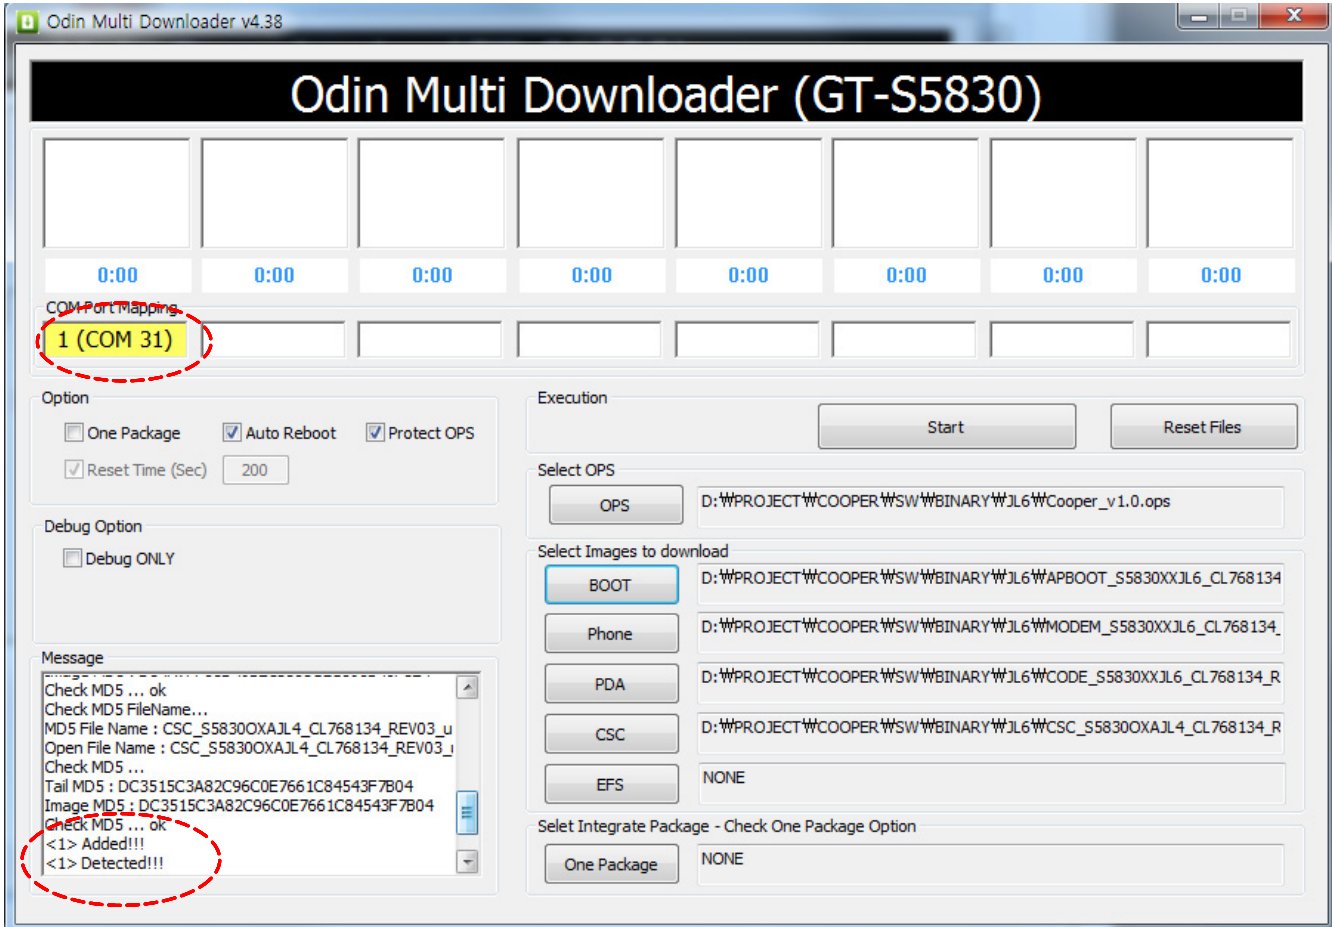 Odin Multi Downloader v4.38
Odin Multi Downloader (GT-S5830)
0:00 0:00 0:00 0:00 0:00 0:00 0:00 0:00
COM Port Mapping
1 (COM 31)
Option
One Package Auto Reboot Protect OPS
Reset Time (Sec) 200
Debug Option
Debug ONLY
Message
Check MD5 ... ok
Check MD5 FileName...
MD5 File Name : CSC_S5830OXAJL4_CL768134_REV03_u
Open File Name : CSC_S5830OXAJL4_CL768134_REV03_
Check MD5 ...
Tail MD5 : DC3515C3A82C96C0E7661C84543F7B04
Image MD5 : DC3515C3A82C96C0E7661C84543F7B04
Check MD5 ... ok
<1> Added!!!
<1> Detected!!!
Execution
Start Reset Files
Select OPS
OPS D:₩PROJECT₩COOPER₩SW₩BINARY₩JL6₩Cooper_v1.0.ops
Select Images to download
BOOT D:₩PROJECT₩COOPER₩SW₩BINARY₩JL6₩APBOOT_S5830XXJL6_CL768134
Phone D:₩PROJECT₩COOPER₩SW₩BINARY₩JL6₩MODEM_S5830XXJL6_CL768134_
PDA D:₩PROJECT₩COOPER₩SW₩BINARY₩JL6₩CODE_S5830XXJL6_CL768134_R
CSC D:₩PROJECT₩COOPER₩SW₩BINARY₩JL6₩CSC_S5830OXAJL4_CL768134_R
EFS NONE
Selet Integrate Package - Check One Package Option
One Package NONE